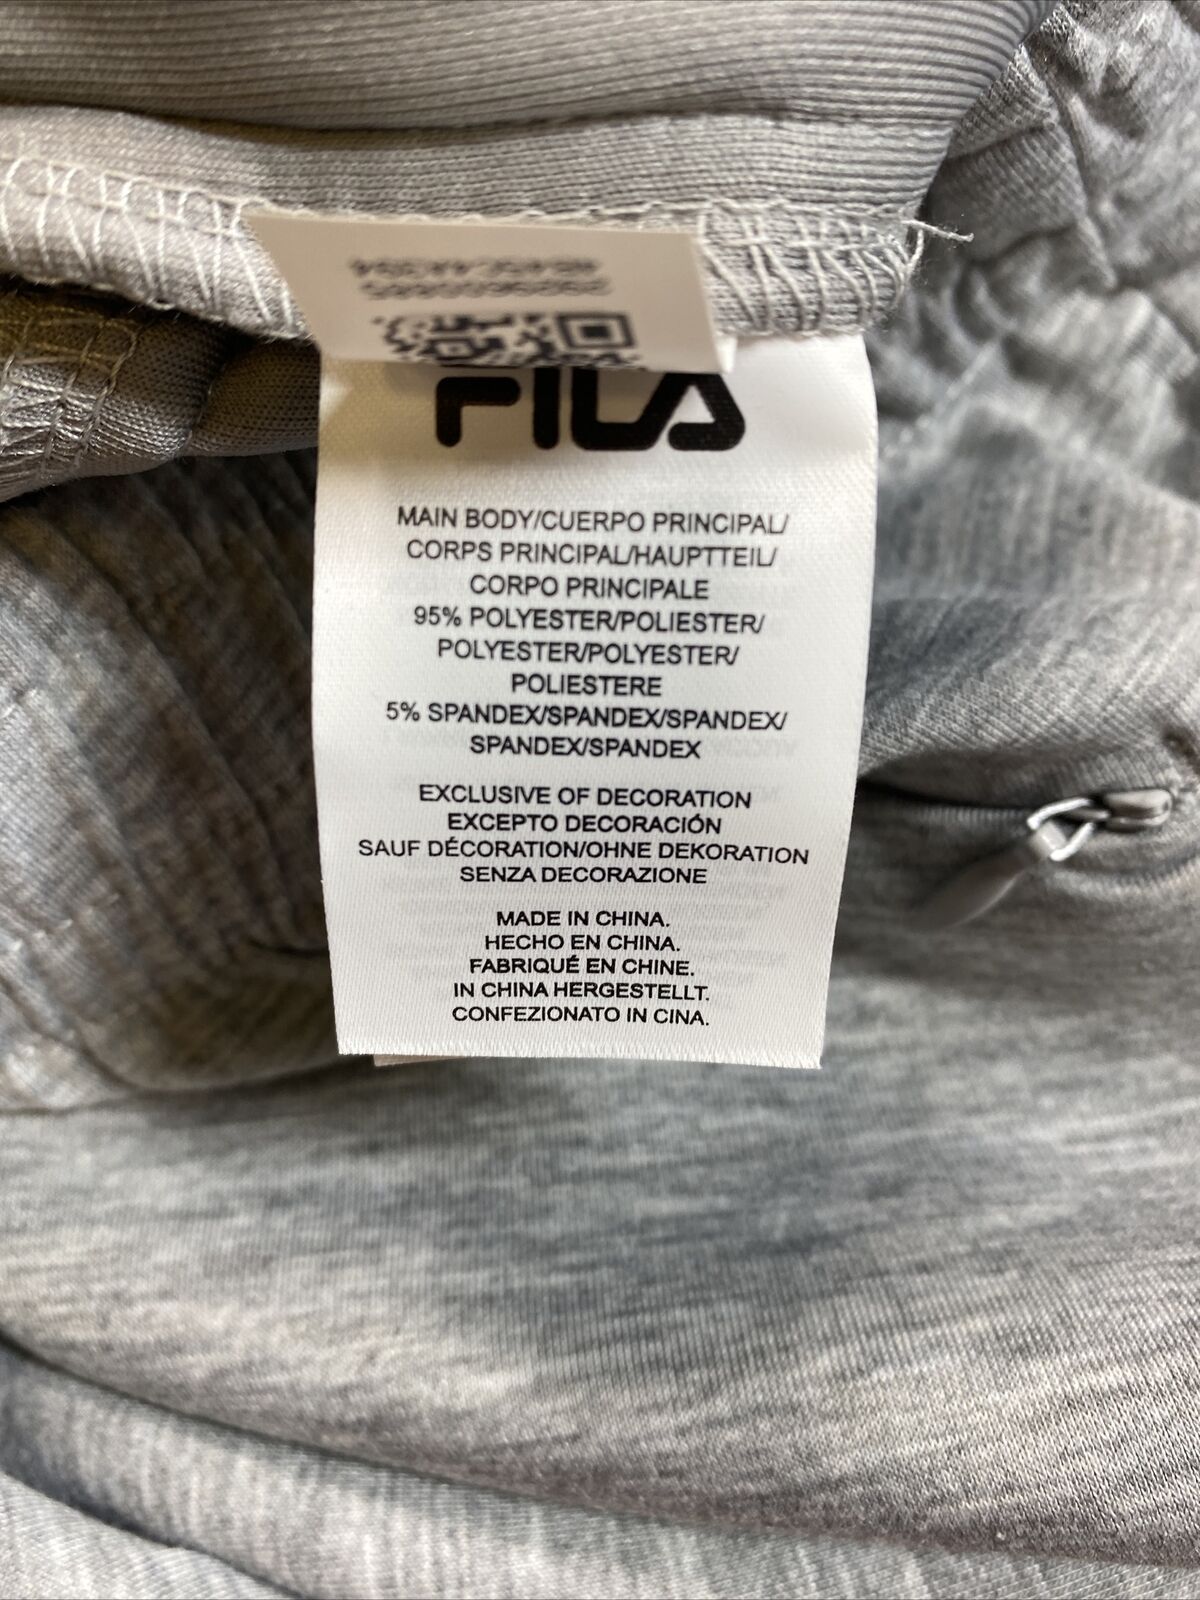 FILA
MAIN BODY/CUERPO PRINCIPAL/
CORPS PRINCIPAL/HAUPTTEIL/
CORPO PRINCIPALE
95% POLYESTER/POLIESTER/
POLYESTER/POLYESTER/
POLIESTERE
5% SPANDEX/SPANDEX/SPANDEX/
SPANDEX/SPANDEX
EXCLUSIVE OF DECORATION
EXCEPTO DECORACIÓN
SAUF DÉCORATION/OHNE DEKORATION
SENZA DECORAZIONE
MADE IN CHINA.
HECHO EN CHINA.
FABRIQUÉ EN CHINE.
IN CHINA HERGESTELLT.
CONFEZIONATO IN CINA.